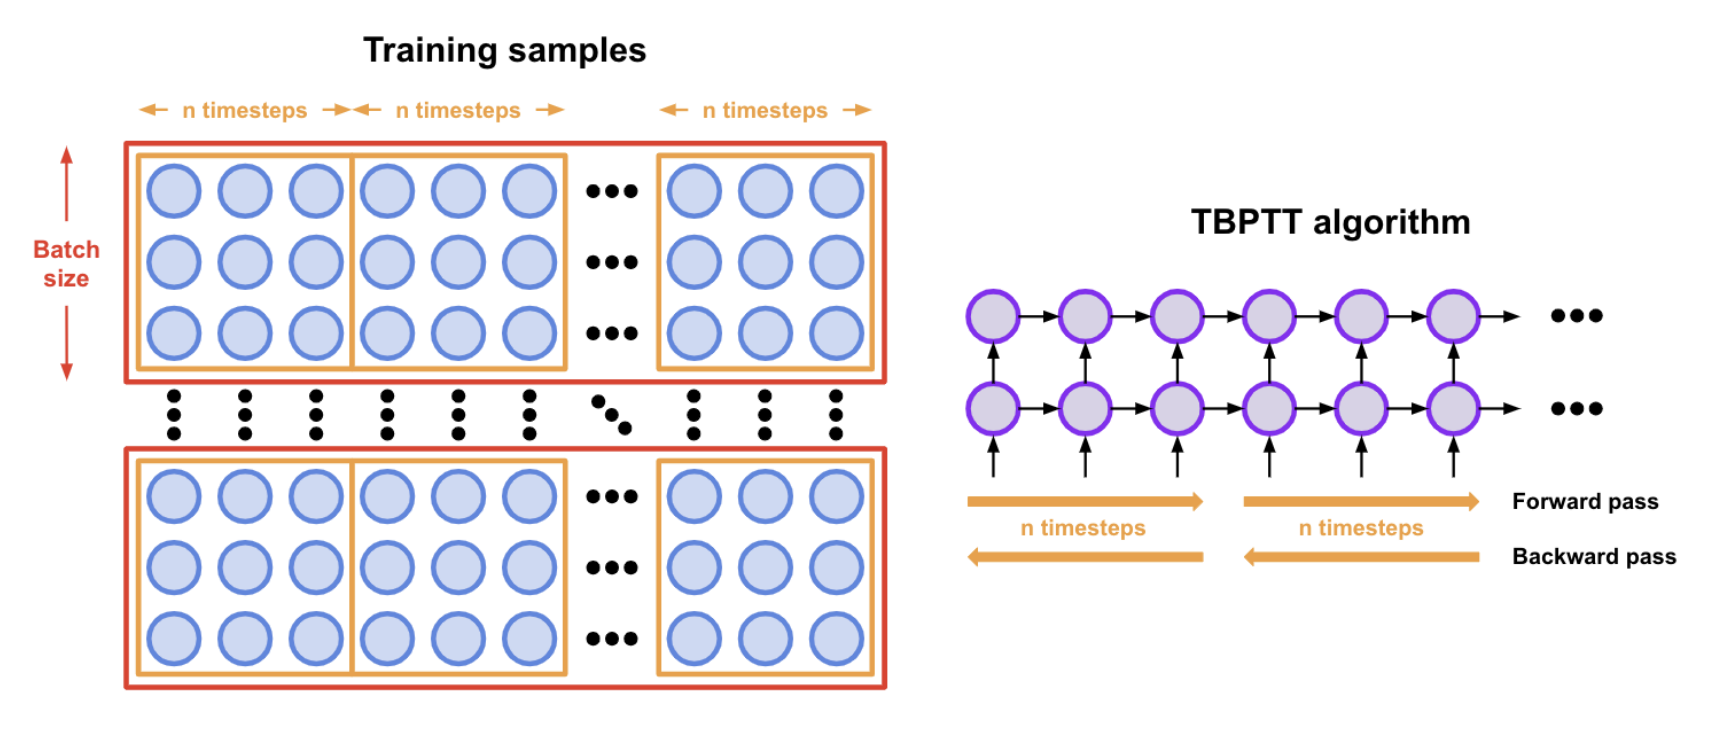 Training samples
n timesteps
n timesteps
n timesteps
Batch
size
TBPTT algorithm
Forward pass
n timesteps
n timesteps
Backward pass